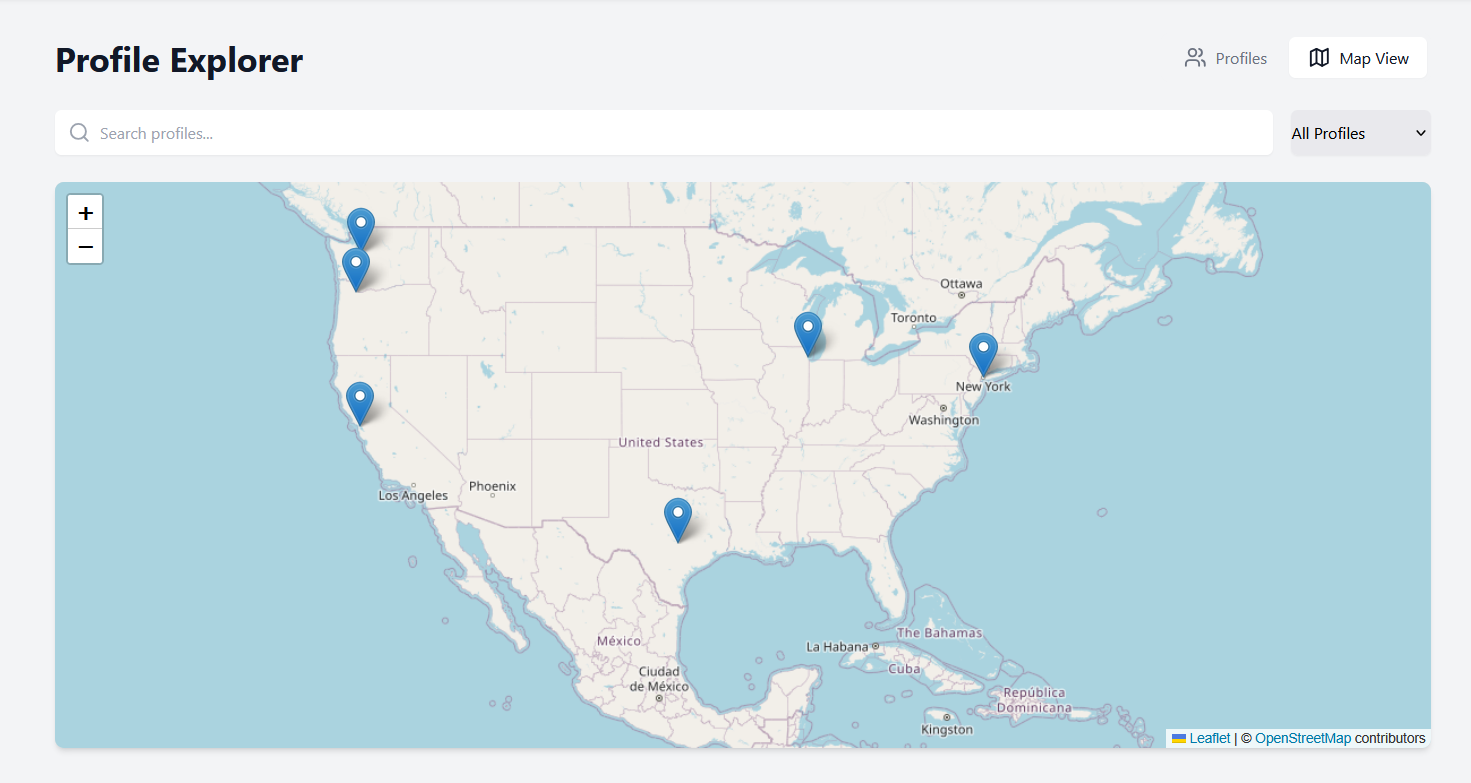 Profile Explorer
Profiles
Map View
Search profiles...
All Profiles
+
−
Ottawa
Toronto
New York
Washington
United States
Los Angeles
Phoenix
México
Ciudad
de México
La Habana
The Bahamas
Cuba
República
Dominicana
Kingston
Leaflet | © OpenStreetMap contributors